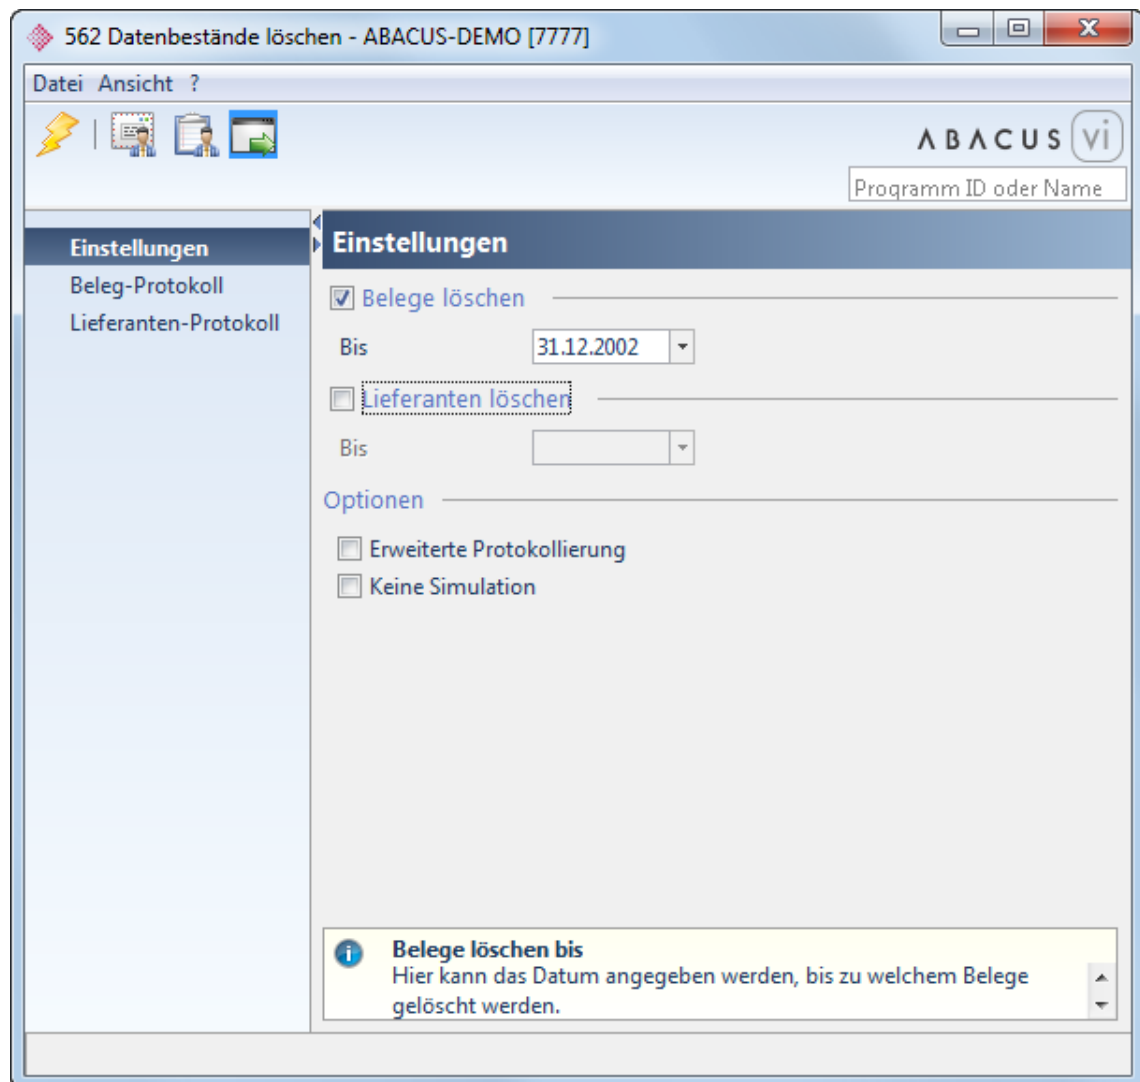 562 Datenbestände löschen - ABACUS-DEMO [7777]
Datei Ansicht ?
ABACUS vi
Programm ID oder Name
Einstellungen
Beleg-Protokoll
Lieferanten-Protokoll
Einstellungen
Belege löschen
Bis 31.12.2002
Lieferanten löschen
Bis
Optionen
Erweiterte Protokollierung
Keine Simulation
Belege löschen bis
Hier kann das Datum angegeben werden, bis zu welchem Belege
gelöscht werden.